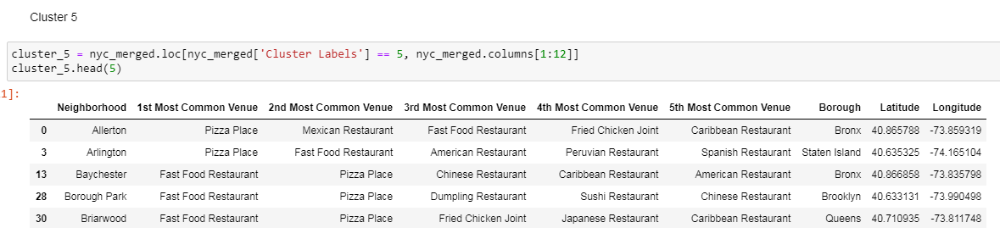 Cluster 5
cluster_5 = nyc_merged.loc[nyc_merged['Cluster Labels'] == 5, nyc_merged.columns[1:12]]
cluster_5.head(5)
1]:
Neighborhood 1st Most Common Venue 2nd Most Common Venue 3rd Most Common Venue 4th Most Common Venue 5th Most Common Venue Borough Latitude Longitude
0 Allerton Pizza Place Mexican Restaurant Fast Food Restaurant Fried Chicken Joint Caribbean Restaurant Bronx 40.865788 -73.859319
3 Arlington Pizza Place Fast Food Restaurant American Restaurant Peruvian Restaurant Spanish Restaurant Staten Island 40.635325 -74.165104
13 Baychester Fast Food Restaurant Pizza Place Chinese Restaurant Caribbean Restaurant American Restaurant Bronx 40.866858 -73.835798
28 Borough Park Fast Food Restaurant Pizza Place Dumpling Restaurant Sushi Restaurant Chinese Restaurant Brooklyn 40.633131 -73.990498
30 Briarwood Fast Food Restaurant Pizza Place Fried Chicken Joint Japanese Restaurant Caribbean Restaurant Queens 40.710935 -73.811748